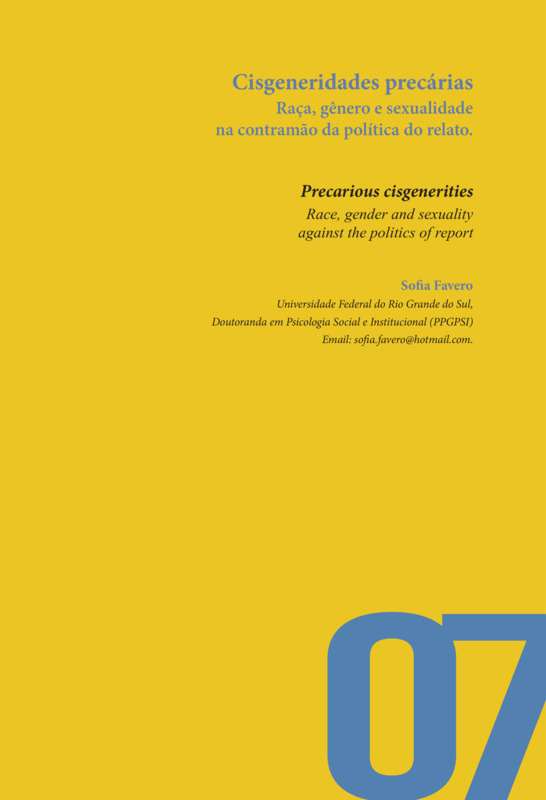 Cisgeneridades precárias
Raça, gênero e sexualidade
na contramão da política do relato.
Precarious cisgenerities
Race, gender and sexuality
against the politics of report
Sofia Favero
Universidade Federal do Rio Grande do Sul,
Doutoranda em Psicologia Social e Institucional (PPGPSI)
Email: sofia.favero@hotmail.com.
07